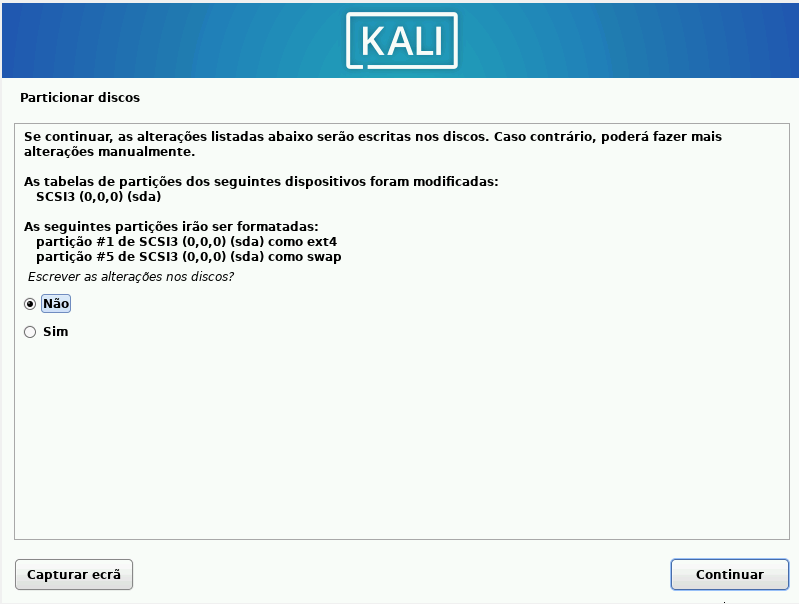 KALI
Particionar discos
Se continuar, as alterações listadas abaixo serão escritas nos discos. Caso contrário, poderá fazer mais
alterações manualmente.
As tabelas de partições dos seguintes dispositivos foram modificadas:
SCSI3 (0,0,0) (sda)
As seguintes partições irão ser formatadas:
partição #1 de SCSI3 (0,0,0) (sda) como ext4
partição #5 de SCSI3 (0,0,0) (sda) como swap
Escrever as alterações nos discos?
Não
Sim
Capturar ecrã
Continuar